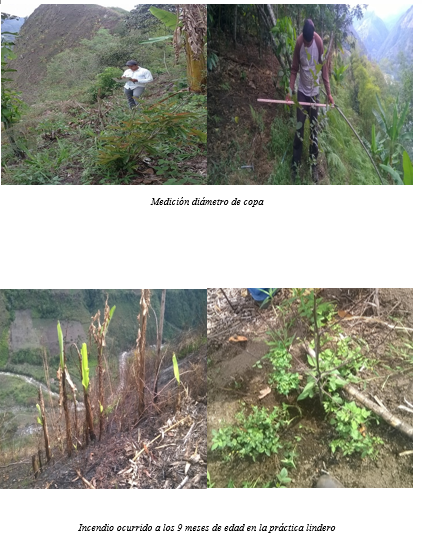 Medición diámetro de copa
Incendio ocurrido a los 9 meses de edad en la práctica lindero